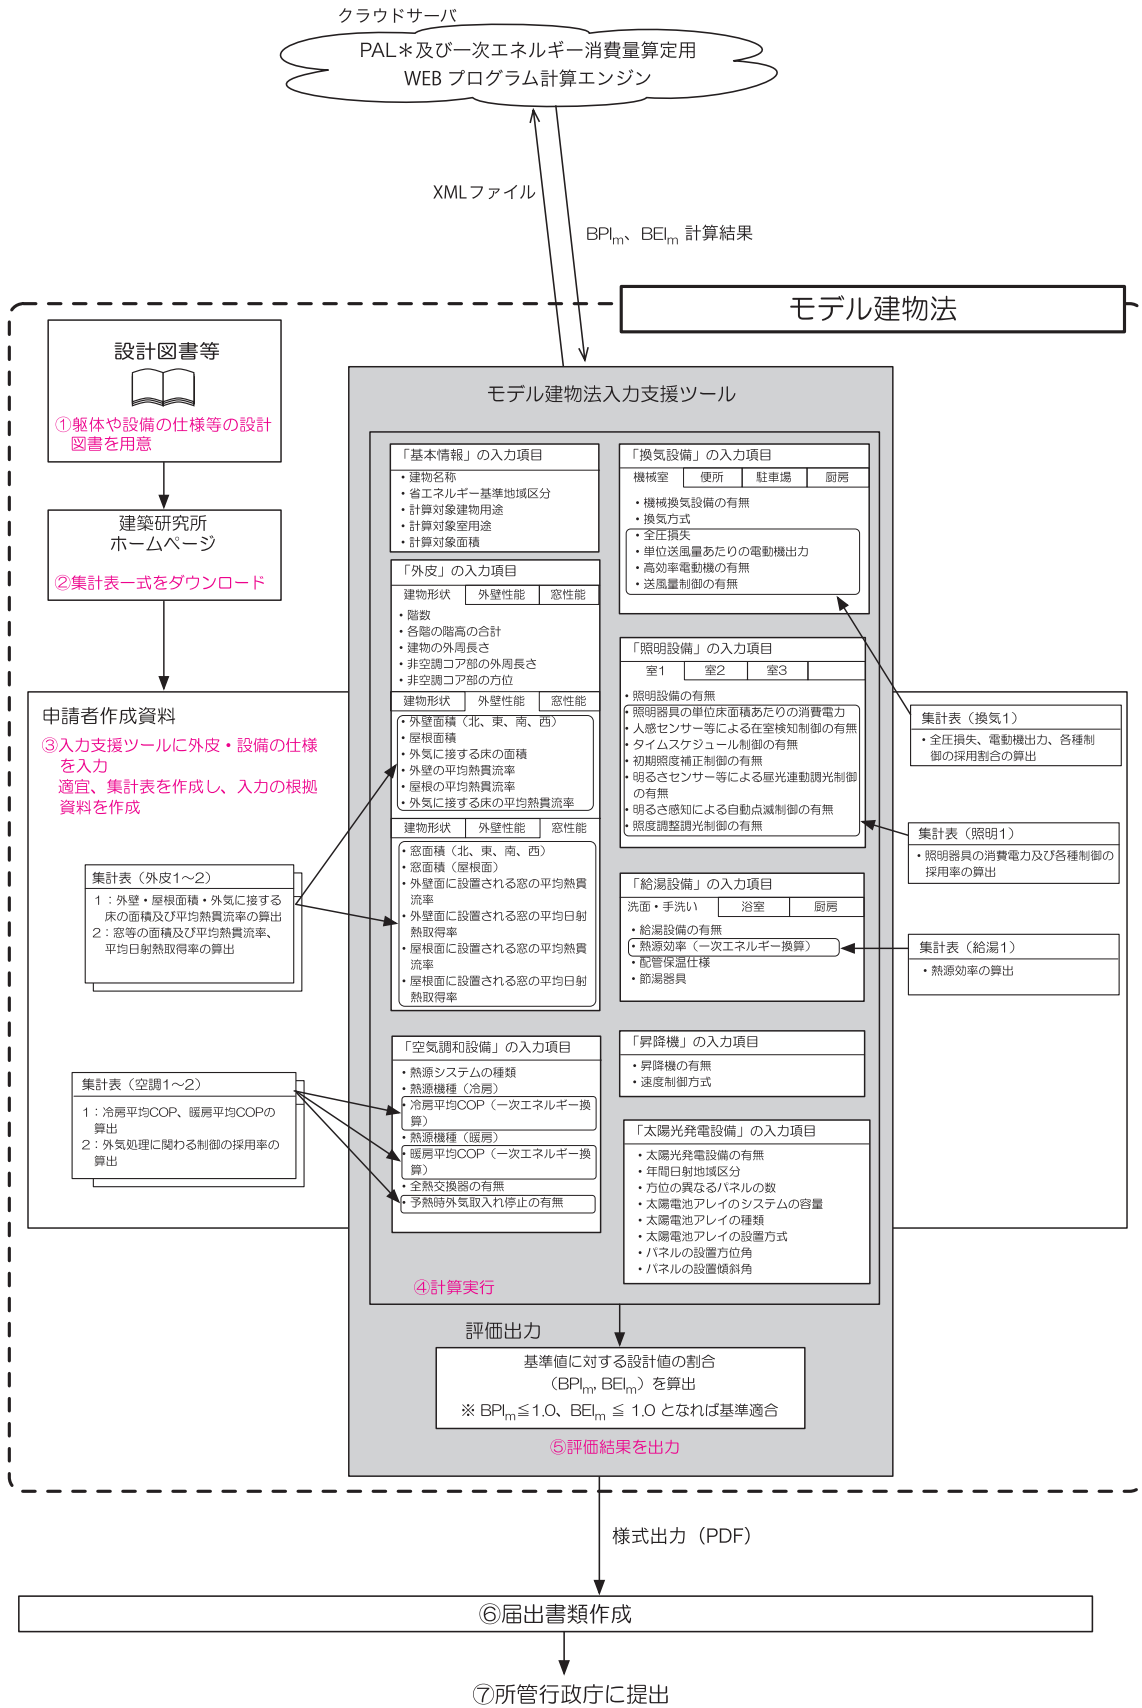 クラウドサーバ
PAL＊及び一次エネルギー消費量算定用
WEB プログラム計算エンジン
XMLファイル
BPIm、BEIm 計算結果
モデル建物法
設計図書等
①躯体や設備の仕様等の設計
図書を用意
建築研究所
ホームページ
②集計表一式をダウンロード
申請者作成資料
③入力支援ツールに外皮・設備の仕様
を入力
適宜、集計表を作成し、入力の根拠
資料を作成
集計表（外皮1～2）
1：外壁・屋根面積・外気に接する
床の面積及び平均熱貫流率の算出
2：窓等の面積及び平均熱貫流率、
平均日射熱取得率の算出
集計表（空調1～2）
1：冷房平均COP、暖房平均COPの
算出
2：外気処理に関わる制御の採用率の
算出
モデル建物法入力支援ツール
「基本情報」の入力項目
・建物名称
・省エネルギー基準地域区分
・計算対象建物用途
・計算対象室用途
・計算対象面積
「外皮」の入力項目
建物形状 外壁性能 窓性能
・階数
・各階の階高の合計
・建物の外周長さ
・非空調コア部の外周長さ
・非空調コア部の方位
建物形状 外壁性能 窓性能
・外壁面積（北、東、南、西）
・屋根面積
・外気に接する床の面積
・外壁の平均熱貫流率
・屋根の平均熱貫流率
・外気に接する床の平均熱貫流率
建物形状 外壁性能 窓性能
・窓面積（北、東、南、西）
・窓面積（屋根面）
・外壁面に設置される窓の平均熱貫
流率
・外壁面に設置される窓の平均日射
熱取得率
・屋根面に設置される窓の平均熱貫
流率
・屋根面に設置される窓の平均日射
熱取得率
「空気調和設備」の入力項目
・熱源システムの種類
・熱源機種（冷房）
・冷房平均COP（一次エネルギー換
算）
・熱源機種（暖房）
・暖房平均COP（一次エネルギー換
算）
・全熱交換器の有無
・予熱時外気取入れ停止の有無
「換気設備」の入力項目
機械室 便所 駐車場 厨房
・機械換気設備の有無
・換気方式
・全圧損失
・単位送風量あたりの電動機出力
・高効率電動機の有無
・送風量制御の有無
「照明設備」の入力項目
室1 室2 室3
・照明設備の有無
・照明器具の単位床面積あたりの消費電力
・人感センサー等による在室検知制御の有無
・タイムスケジュール制御の有無
・初期照度補正制御の有無
・明るさセンサー等による昼光連動調光制御
の有無
・明るさ感知による自動点滅制御の有無
・照度調整調光制御の有無
「給湯設備」の入力項目
洗面・手洗い 浴室 厨房
・給湯設備の有無
・熱源効率（一次エネルギー換算）
・配管保温仕様
・節湯器具
「昇降機」の入力項目
・昇降機の有無
・速度制御方式
「太陽光発電設備」の入力項目
・太陽光発電設備の有無
・年間日射地域区分
・方位の異なるパネルの数
・太陽電池アレイのシステムの容量
・太陽電池アレイの種類
・太陽電池アレイの設置方式
・パネルの設置方位角
・パネルの設置傾斜角
集計表（換気1）
・全圧損失、電動機出力、各種制
御の採用割合の算出
集計表（照明1）
・照明器具の消費電力及び各種制御の
採用率の算出
集計表（給湯1）
・熱源効率の算出
④計算実行
評価出力
基準値に対する設計値の割合
（BPIm, BEIm）を算出
※ BPIm≦1.0、BEIm ≦ 1.0 となれば基準適合
⑤評価結果を出力
様式出力（PDF）
⑥届出書類作成
⑦所管行政庁に提出